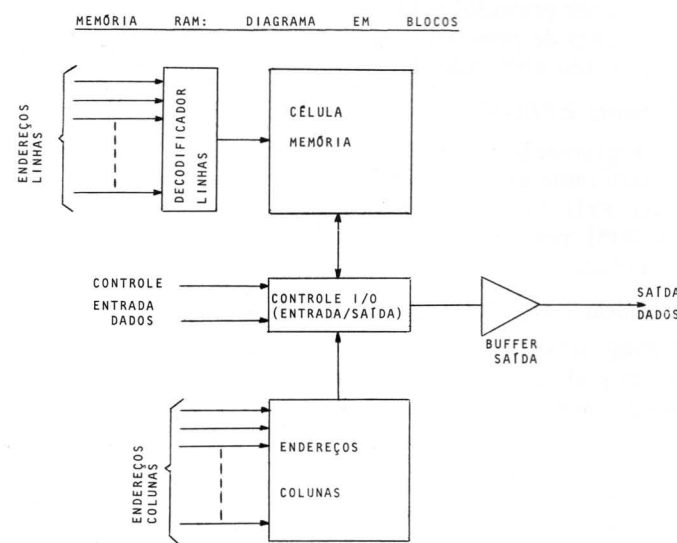 MEMÓRIA RAM: DIAGRAMA EM BLOCOS
ENDEREÇOS
LINHAS
DECODIFICADOR
LINHAS
CÉLULA
MEMÓRIA
CONTROLE
ENTRADA
DADOS
CONTROLE I/O
(ENTRADA/SAÍDA)
BUFFER
SAÍDA
SAÍDA
DADOS
ENDEREÇOS
COLUNAS
ENDEREÇOS
COLUNAS